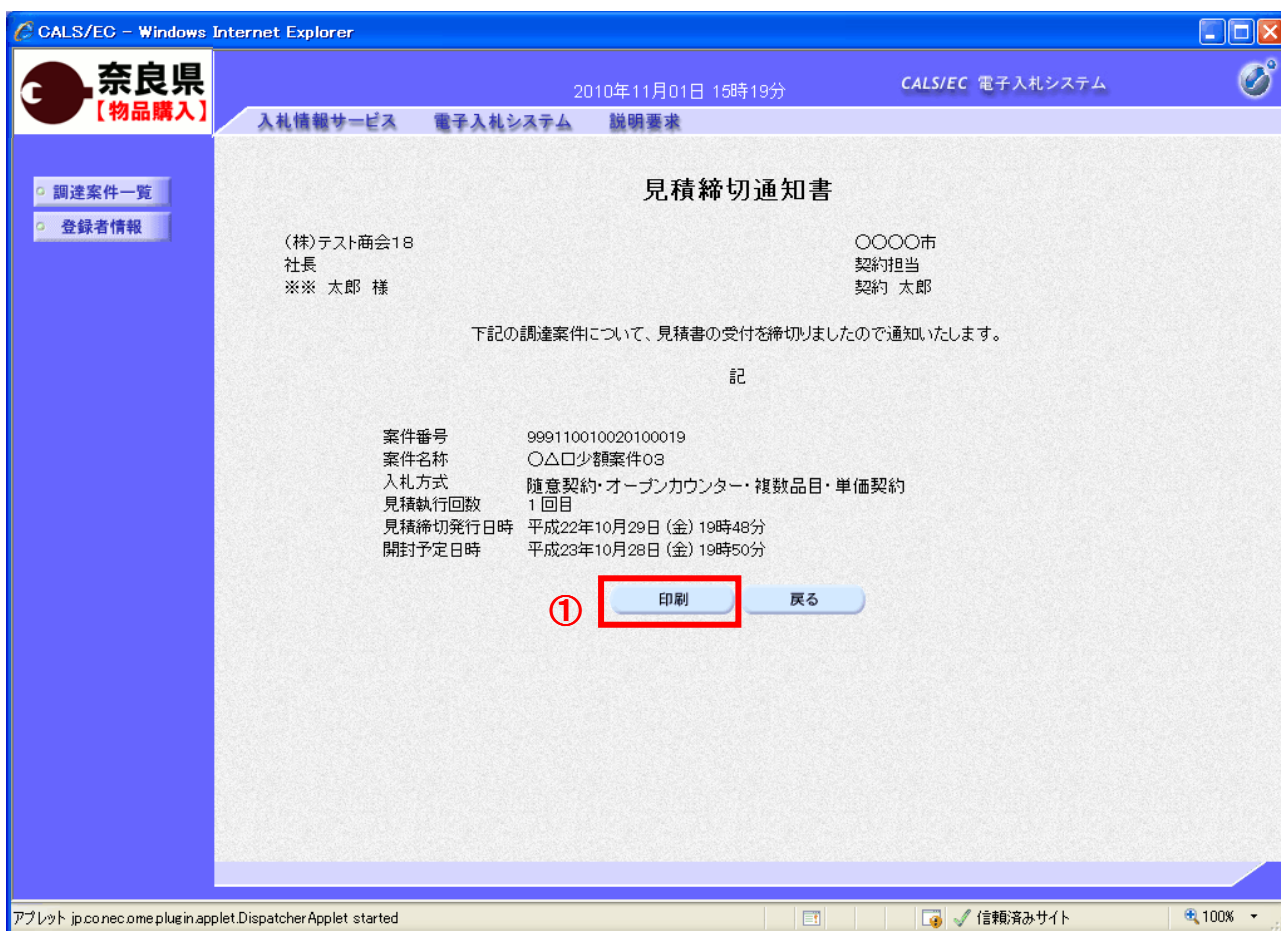 CALS/EC - Windows Internet Explorer
奈良県
【物品購入】
2010年11月01日 15時19分
CALS/EC 電子入札システム
入札情報サービス 電子入札システム 説明要求
調達案件一覧
登録者情報
見積締切通知書
(株)テスト商会18
社長
※※ 太郎 様
○○○○市
契約担当
契約 太郎
下記の調達案件について、見積書の受付を締切りましたので通知いたします。
記
案件番号 999110010020100019
案件名称 ○△□少額案件03
入札方式 随意契約・オープンカウンター・複数品目・単価契約
見積執行回数 1回目
見積締切発行日時 平成22年10月29日(金)19時48分
開封予定日時 平成23年10月28日(金)19時50分
① 印刷 戻る
アプレット jp.co.nec.ome.plugin.applet.DispatcherApplet started
信頼済みサイト
100%